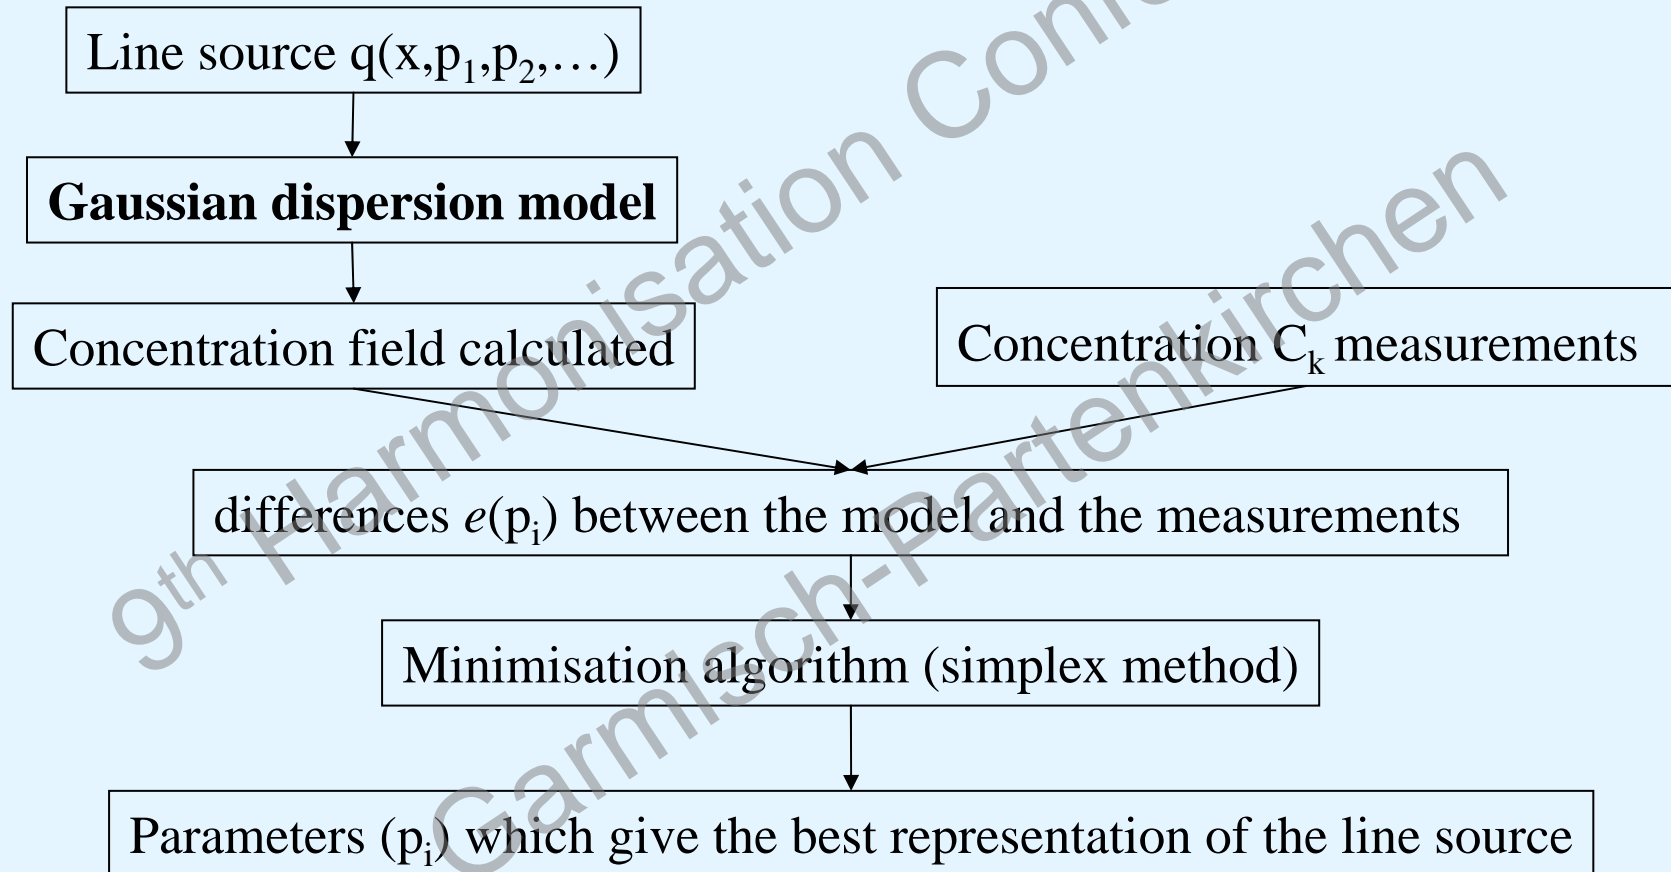 Line source q(x,p1,p2,…)
Gaussian dispersion model
Concentration field calculated
Concentration Ck measurements
differences e(pi) between the model and the measurements
Minimisation algorithm (simplex method)
Parameters (pi) which give the best representation of the line source
9th Harmonisation
Garmisch-Partenkirchen